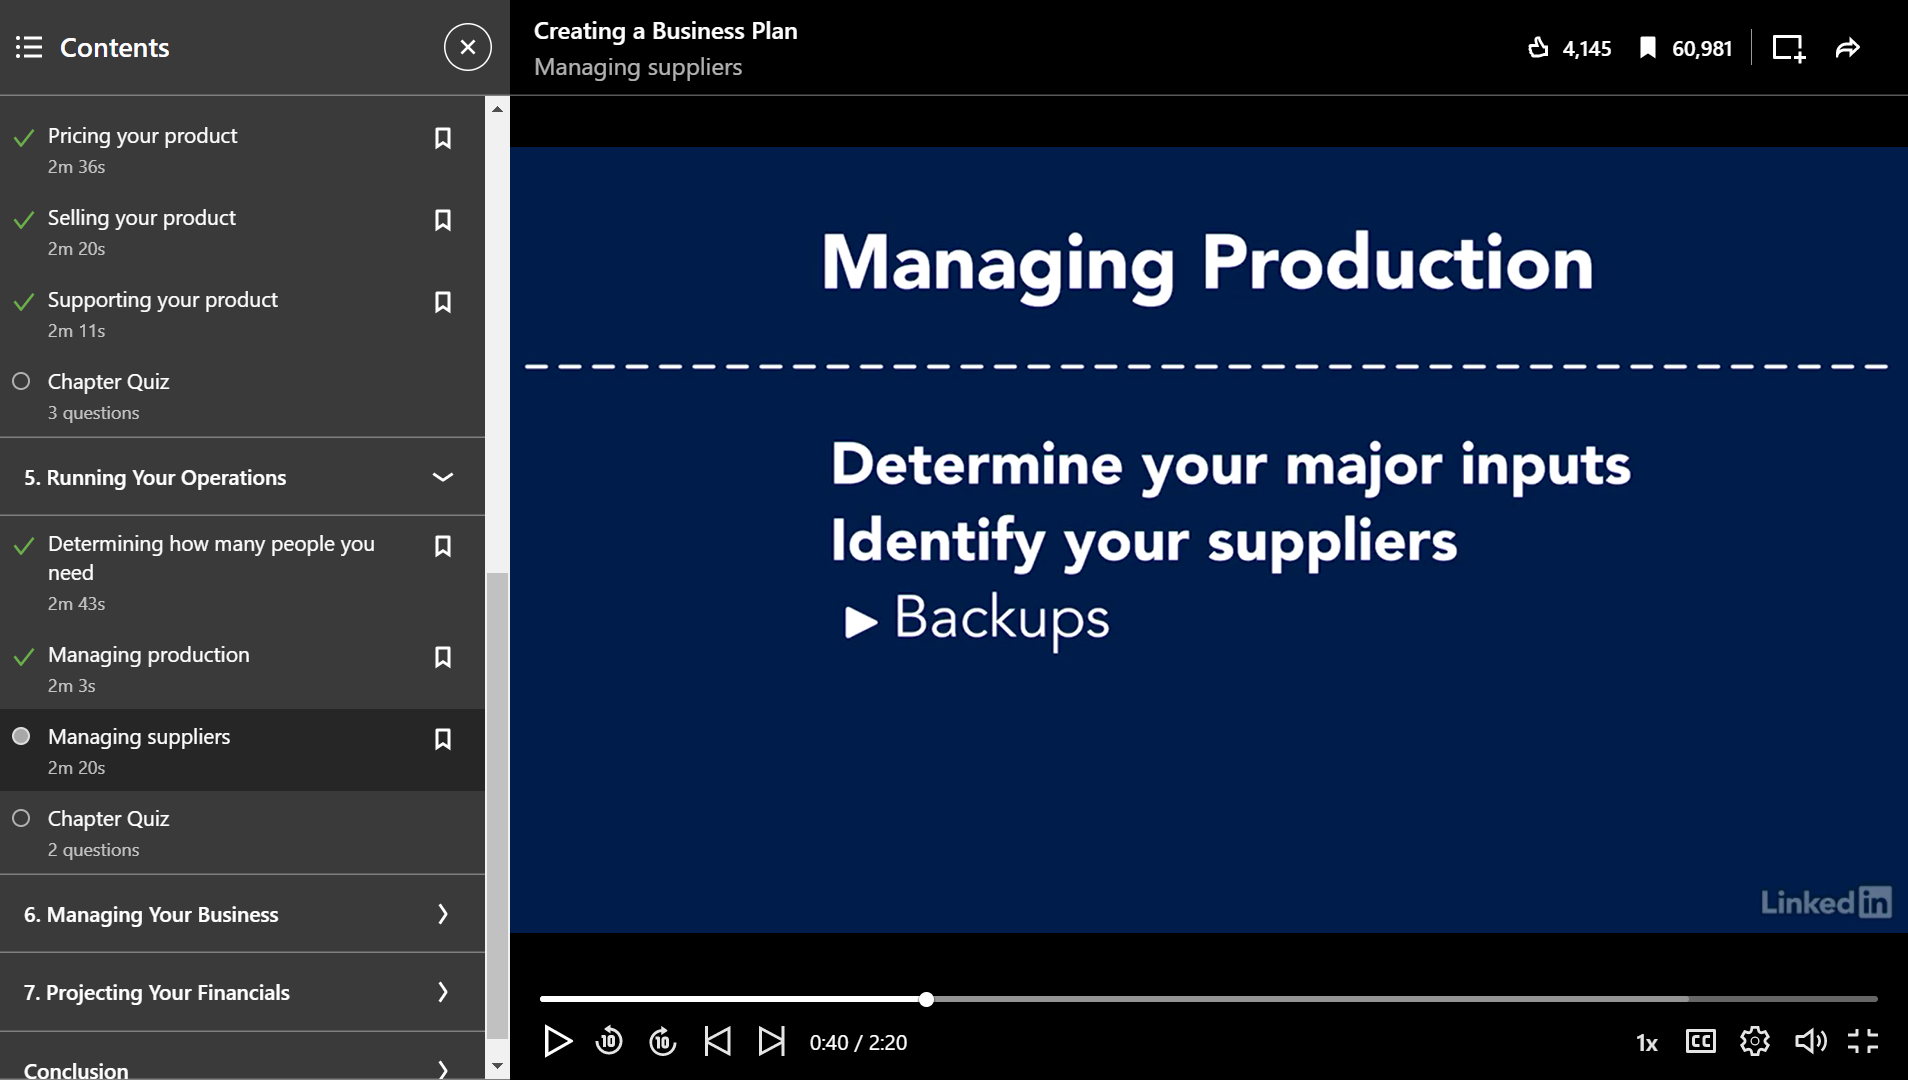 Contents
Pricing your product
2m 36s
Selling your product
2m 20s
Supporting your product
2m 11s
Chapter Quiz
3 questions
5. Running Your Operations
Determining how many people you
need
2m 43s
Managing production
2m 3s
Managing suppliers
2m 20s
Chapter Quiz
2 questions
6. Managing Your Business
7. Projecting Your Financials
Conclusion
Creating a Business Plan
Managing suppliers
4,145 60,981
Managing Production
Determine your major inputs
Identify your suppliers
▶ Backups
Linked in
10 10 0:40 / 2:20 1x CC